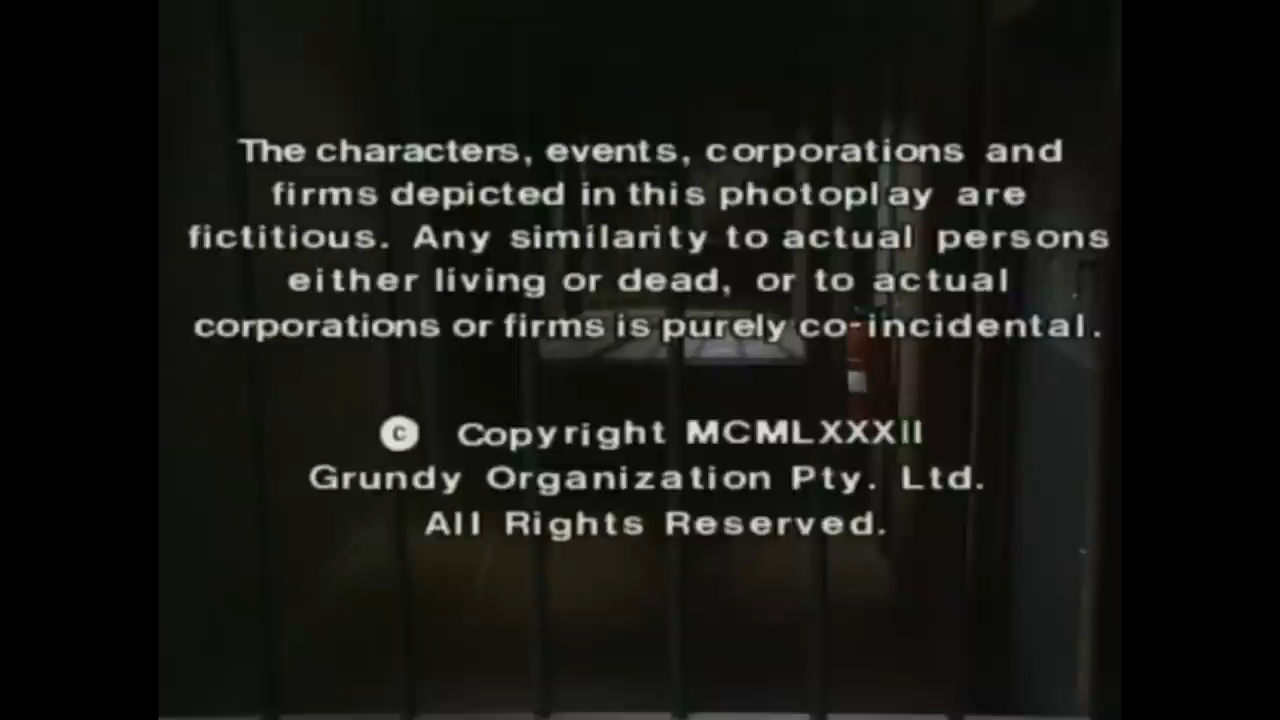 The characters, events, corporations and
firms depicted in this photoplay are
fictitious. Any similarity to actual persons
either living or dead, or to actual
corporations or firms is purely co-incidental.
© Copyright MCMLXXXII
Grundy Organization Pty. Ltd.
All Rights Reserved.